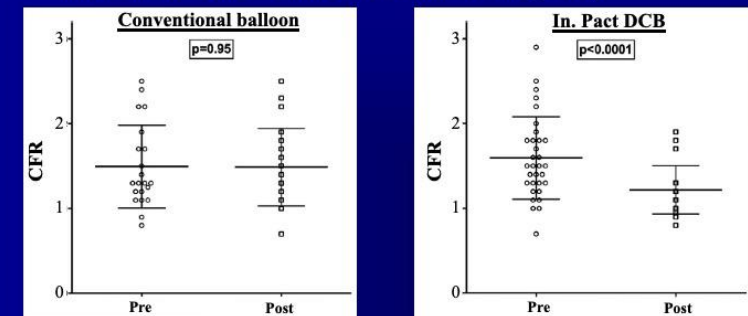 Conventional balloon
p=0.95
3
2
1
0
CFR
Pre Post
In. Pact DCB
p<0.0001
3
2
1
0
CFR
Pre Post